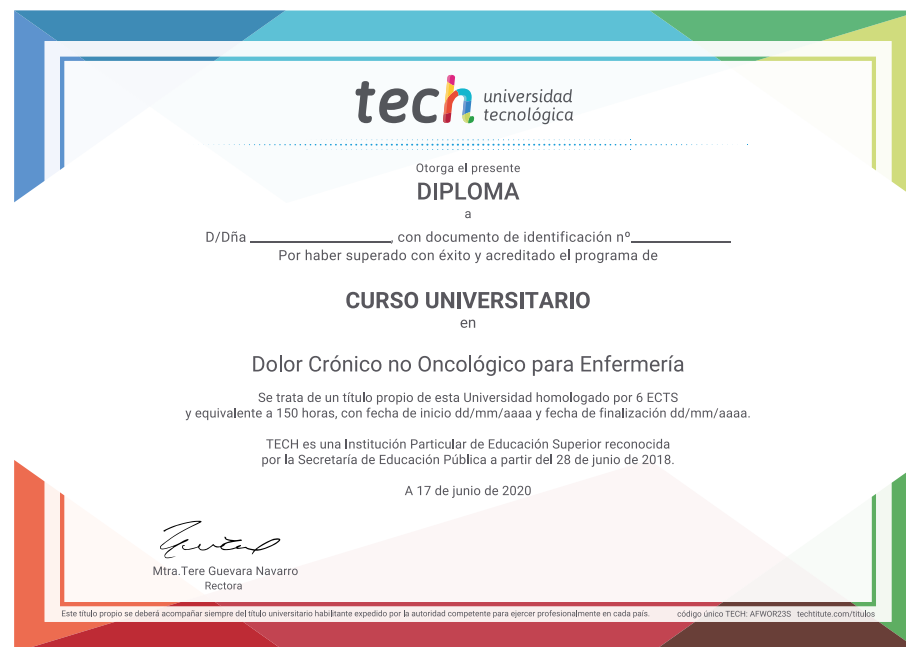 tech universidad
tecnológica
Otorga el presente
DIPLOMA
a
D/Dña ________________, con documento de identificación nº____________
Por haber superado con éxito y acreditado el programa de
CURSO UNIVERSITARIO
en
Dolor Crónico no Oncológico para Enfermería
Se trata de un título propio de esta Universidad homologado por 6 ECTS
y equivalente a 150 horas, con fecha de inicio dd/mm/aaaa y fecha de finalización dd/mm/aaaa.
TECH es una Institución Particular de Educación Superior reconocida
por la Secretaría de Educación Pública a partir del 28 de junio de 2018.
A 17 de junio de 2020
Mtra.Tere Guevara Navarro
Rectora
Este título propio se deberá acompañar siempre del título universitario habilitante expedido por la autoridad competente para ejercer profesionalmente en cada país. código único TECH: AFWOR23S techtitute.com/titulos